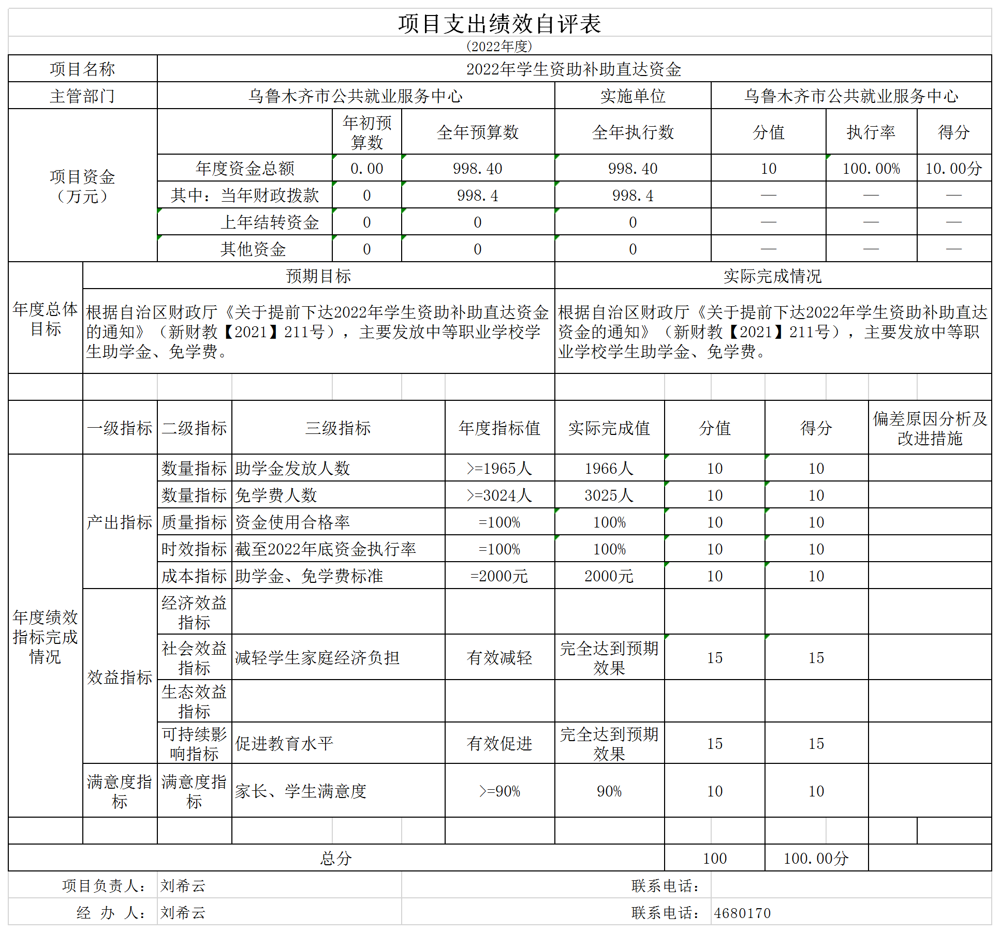 项目支出绩效自评表
(2022年度)
项目名称 2022年学生资助补助直达资金
主管部门 乌鲁木齐市公共就业服务中心 实施单位 乌鲁木齐市公共就业服务中心
项目资金
（万元）
年初预
算数 全年预算数 全年执行数 分值 执行率 得分
年度资金总额 0.00 998.40 998.40 10 100.00% 10.00分
其中：当年财政拨款 0 998.4 998.4 — — —
上年结转资金 0 0 0 — — —
其他资金 0 0 0 — — —
年度总体
目标
预期目标 实际完成情况
根据自治区财政厅《关于提前下达2022年学生资助补助直达资金
的通知》（新财教【2021】211号），主要发放中等职业学校学
生助学金、免学费。
根据自治区财政厅《关于提前下达2022年学生资助补助直达
资金的通知》（新财教【2021】211号），主要发放中等职
业学校学生助学金、免学费。
一级指标 二级指标 三级指标 年度指标值 实际完成值 分值 得分 偏差原因分析及
改进措施
年度绩效
指标完成
情况
产出指标
数量指标 助学金发放人数 >=1965人 1966人 10 10
数量指标 免学费人数 >=3024人 3025人 10 10
质量指标 资金使用合格率 =100% 100% 10 10
时效指标 截至2022年底资金执行率 =100% 100% 10 10
成本指标 助学金、免学费标准 =2000元 2000元 10 10
效益指标
经济效益
指标
社会效益
指标 减轻学生家庭经济负担 有效减轻 完全达到预期
效果 15 15
生态效益
指标
可持续影
响指标 促进教育水平 有效促进 完全达到预期
效果 15 15
满意度指
标 满意度指
标 家长、学生满意度 >=90% 90% 10 10
总分 100 100.00分
项目负责人： 刘希云 联系电话：
经 办 人： 刘希云 联系电话： 4680170